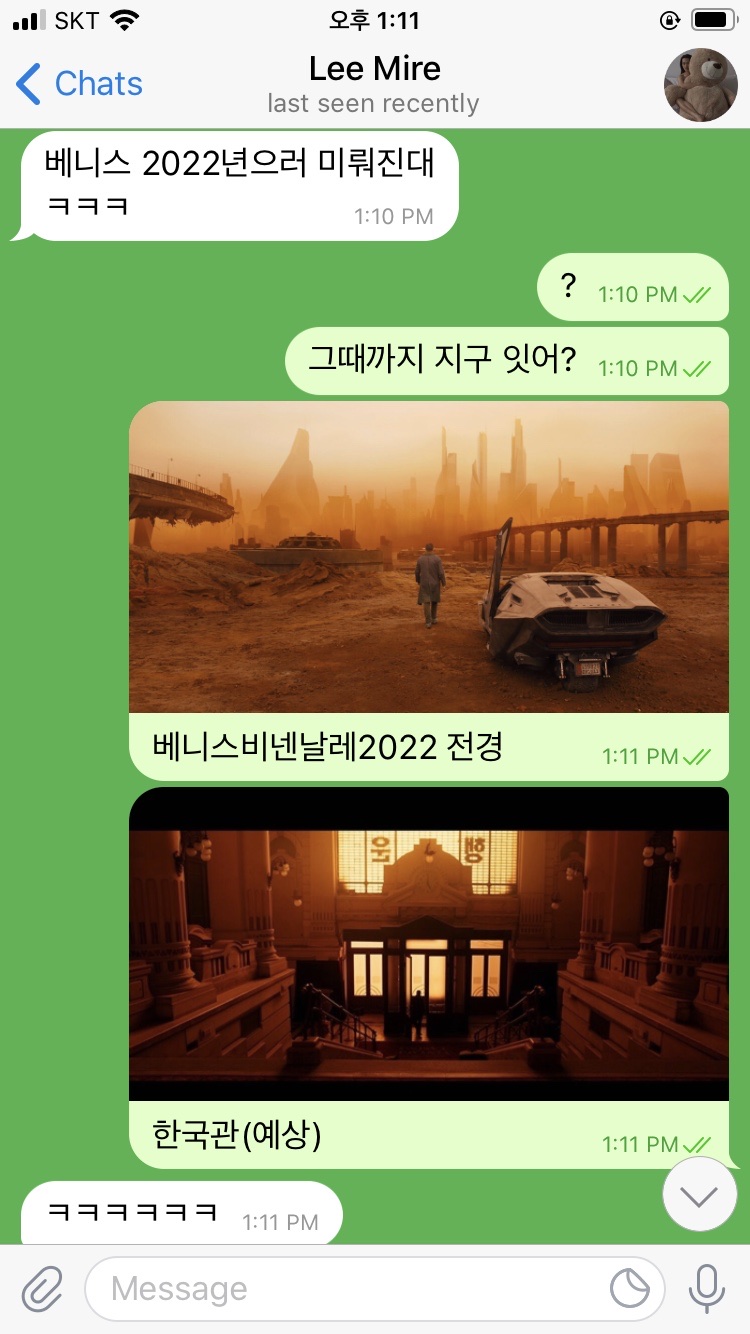 SKT 오후 1:11
Chats
Lee Mire
last seen recently
베니스 2022년으러 미뤄진대
ㅋㅋㅋ
1:10 PM
? 1:10 PM
그때까지 지구 잇어? 1:10 PM
베니스비넨날레2022 전경 1:11 PM
행운
한국관(예상) 1:11 PM
ㅋㅋㅋㅋㅋㅋ 1:11 PM
Message